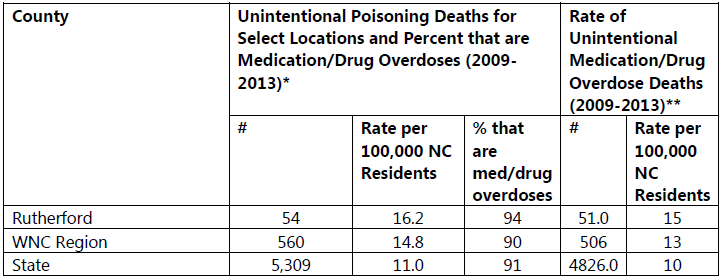 County
Unintentional Poisoning Deaths for
Select Locations and Percent that are
Medication/Drug Overdoses (2009-
2013)*
Rate of
Unintentional
Medication/Drug
Overdose Deaths
(2009-2013)**
#
Rate per
100,000 NC
Residents
% that
are
med/drug
overdoses
#
Rate per
100,000
NC
Residents
Rutherford 54 16.2 94 51.0 15
WNC Region 560 14.8 90 506 13
State 5,309 11.0 91 4826.0 10